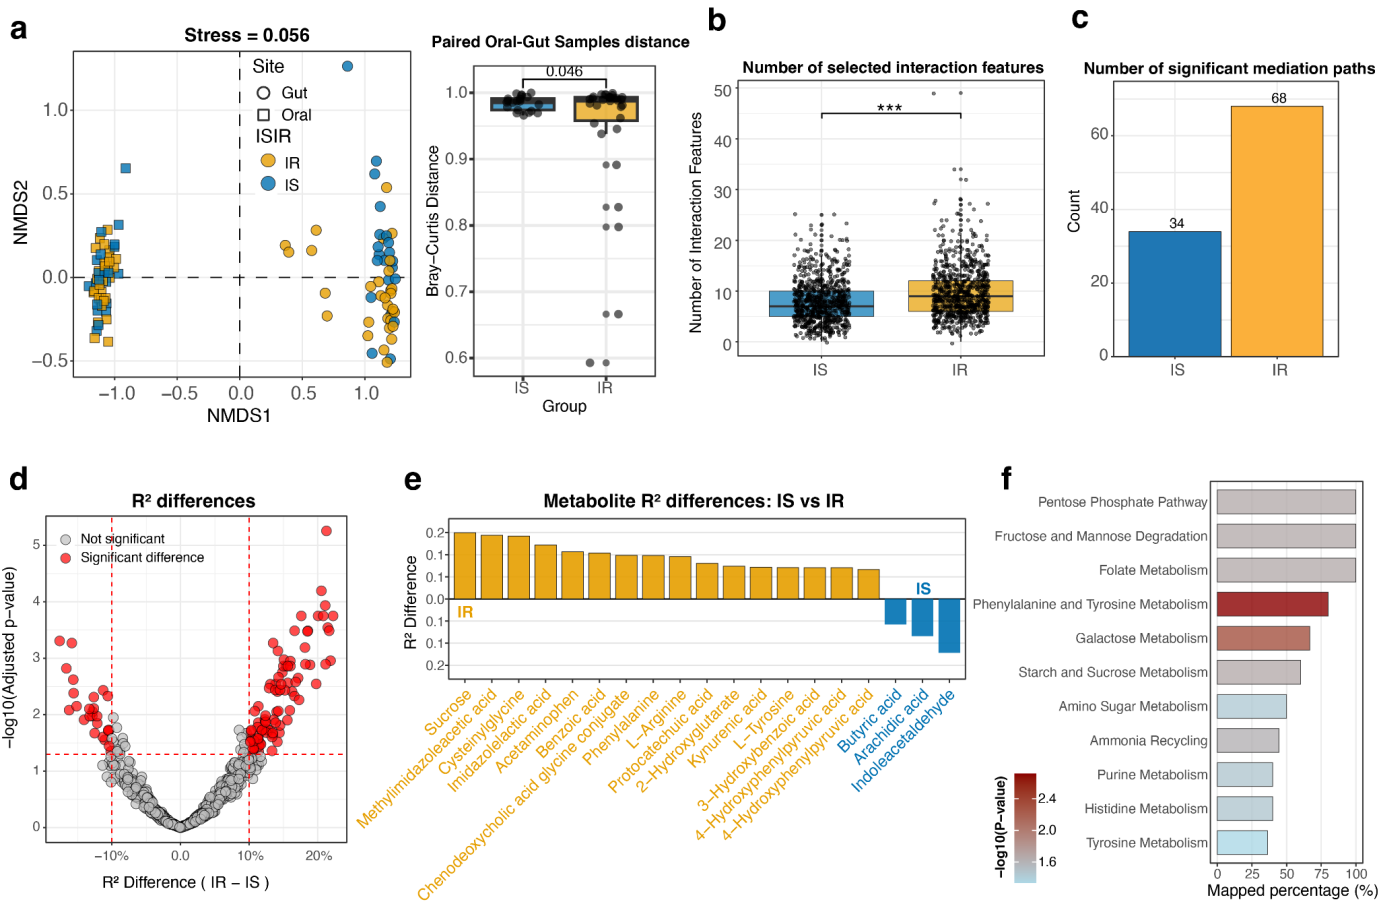 a
Stress = 0.056
Site
Gut
Oral
ISIR
IR
IS
NMDS2
1.0
0.5
0.0
−0.5
−1.0
−0.5
0.0
0.5
1.0
NMDS1
Paired Oral−Gut Samples distance
0.046
Bray−Curtis Distance
1.0
0.9
0.8
0.7
0.6
IS
IR
Group
b
Number of selected interaction features
***
Number of Interaction Features
50
40
30
20
10
0
IS
IR
c
Number of significant mediation paths
68
34
Count
60
40
20
0
IS
IR
d
R² differences
Not significant
Significant difference
−log10(Adjusted p−value)
5
4
3
2
1
0
−10%
0.0
10%
20%
R² Difference ( IR − IS )
e
Metabolite R² differences: IS vs IR
R² Difference
0.2
0.1
0.1
0.0
0.1
0.1
0.2
IR
IS
Sucrose
Methylimidazoleacetic acid
Cysteinylglycine
Imidazolelactic acid
Acetaminophen
Benzoic acid
Chenodeoxycholic acid glycine conjugate
Phenylalanine
L−Arginine
Protocatechuic acid
2−Hydroxyglutarate
Kynurenic acid
L−Tyrosine
3−Hydroxybenzoic acid
4−Hydroxyphenylpyruvic acid
4−Hydroxyphenylpyruvic acid
Butyric acid
Arachidic acid
Indoleacetaldehyde
f
Pentose Phosphate Pathway
Fructose and Mannose Degradation
Folate Metabolism
Phenylalanine and Tyrosine Metabolism
Galactose Metabolism
Starch and Sucrose Metabolism
Amino Sugar Metabolism
Ammonia Recycling
Purine Metabolism
Histidine Metabolism
Tyrosine Metabolism
−log10(P−value)
2.4
2.0
1.6
0
25
50
75
100
Mapped percentage (%)